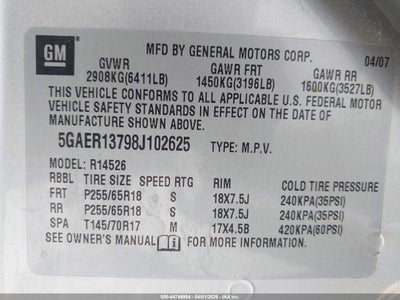 GM
MFD BY GENERAL MOTORS CORP. 04/07
GVWR GAWR FRT GAWR RR
2908KG(6411LB) 1450KG(3196LB) 1600KG(3527LB)
THIS VEHICLE CONFORMS TO ALL APPLICABLE U.S. FEDERAL MOTOR
VEHICLE SAFETY STANDARDS IN EFFECT ON THE DATE OF
MANUFACTURE SHOWN ABOVE.
5GAER13798J102625 TYPE: M.P.V.
MODEL: R14526
RBBL TIRE SIZE SPEED RTG RIM COLD TIRE PRESSURE
FRT P255/65R18 S 18X7.5J 240KPA(35PSI)
RR P255/65R18 S 18X7.5J 240KPA(35PSI)
SPA T145/70R17 M 17X4.5B 420KPA(60PSI)
SEE OWNER'S MANUAL FOR ADDITIONAL INFORMATION.